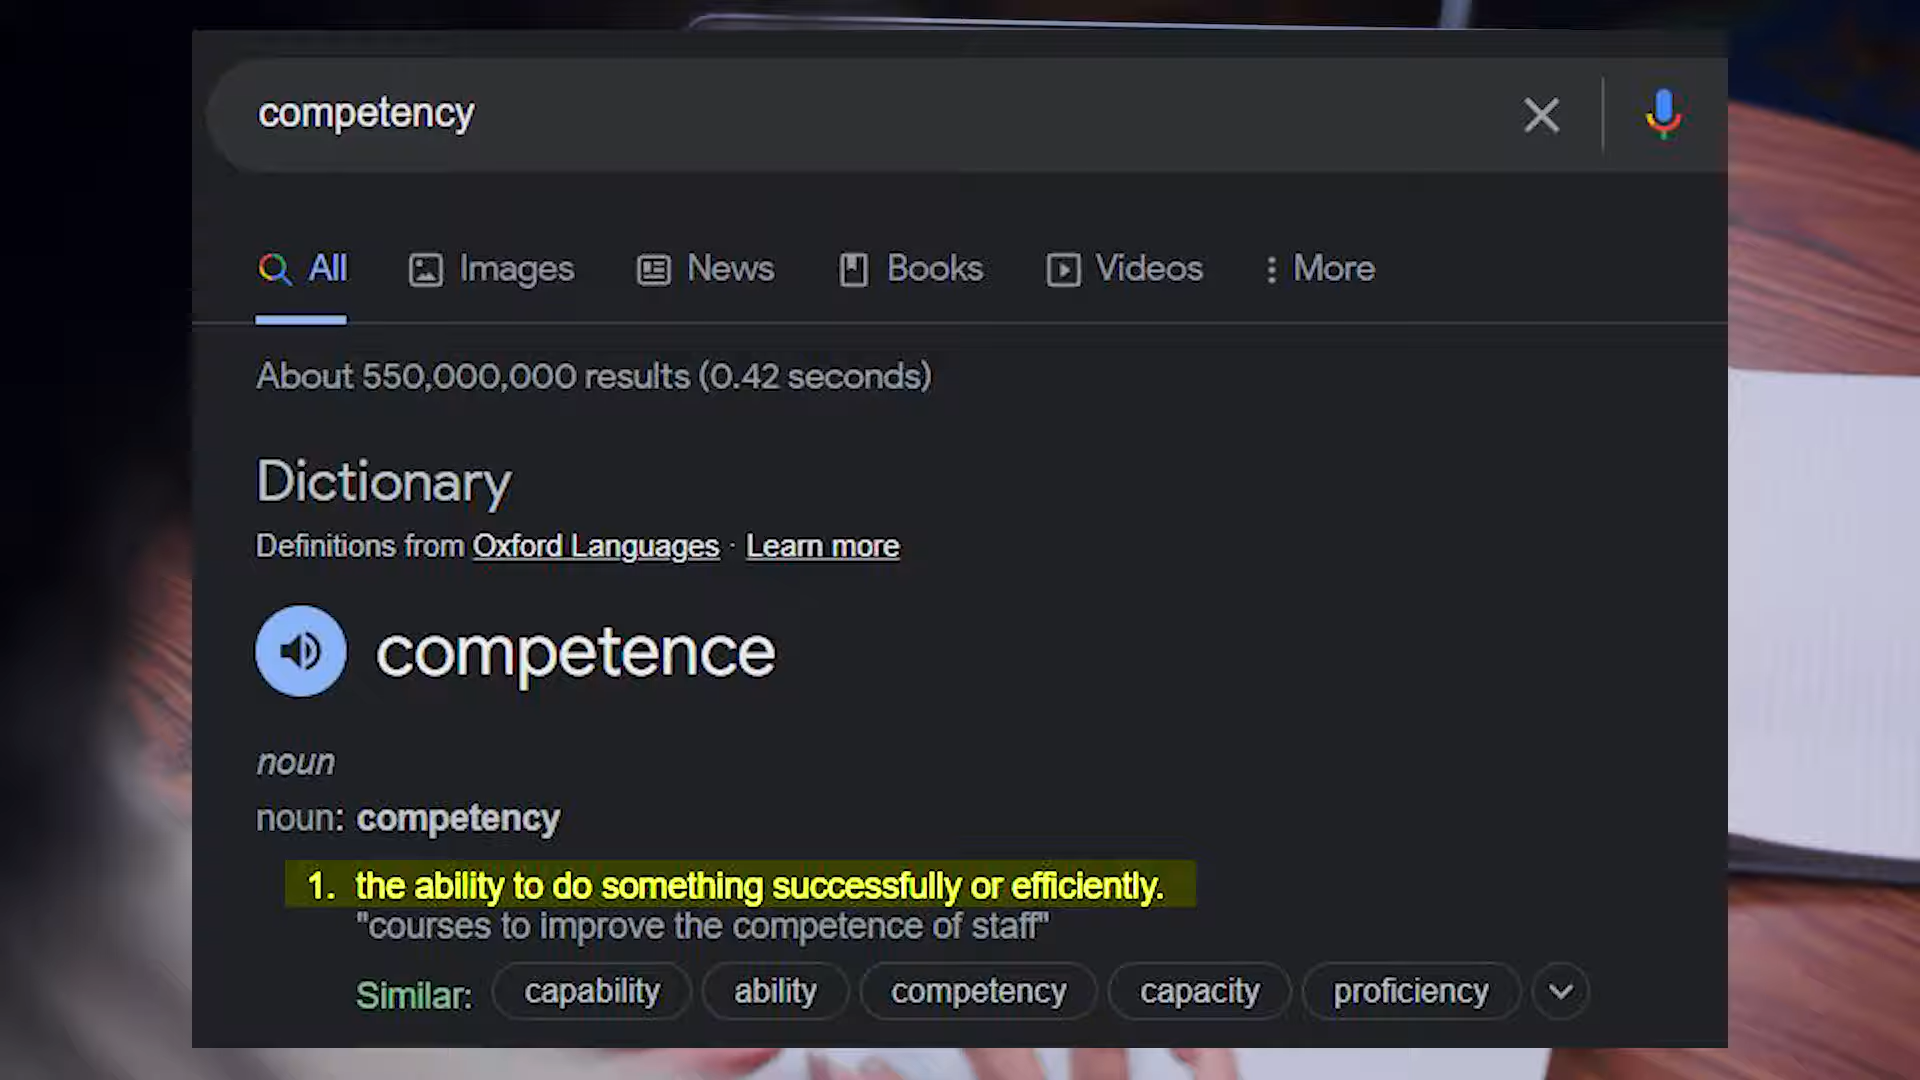 competency
All Images News Books Videos More
About 550,000,000 results (0.42 seconds)
Dictionary
Definitions from Oxford Languages · Learn more
competence
noun
noun: competency
1. the ability to do something successfully or efficiently.
"courses to improve the competence of staff"
Similar: capability ability competency capacity proficiency